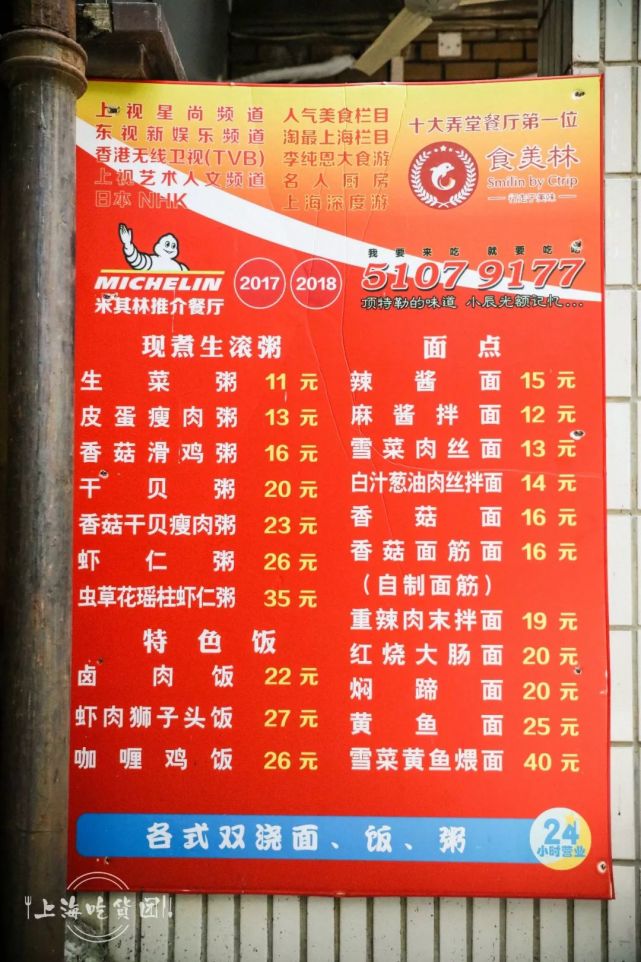 上视星尚频道 人气美食栏目
东视新娱乐频道 淘最上海栏目
香港无线卫视(TVB) 李纯恩大食游
上视艺术人文频道 名人厨房
日本 NHK 上海深度游
十大弄堂餐厅第一位
食美林
Smilin by Ctrip
MICHELIN
米其林推介餐厅
2017 2018
我要来吃就要吃吃
5107 9177
顶特勒的味道 小辰光额记忆...
现煮生滚粥
生菜粥 11 元
皮蛋瘦肉粥 13 元
香菇滑鸡粥 16 元
干贝粥 20 元
香菇干贝瘦肉粥 23 元
虾仁粥 26 元
虫草花瑶柱虾仁粥 35 元
特色饭
卤肉饭 22 元
虾肉狮子头饭 27 元
咖喱鸡饭 26 元
面点
辣酱面 15 元
麻酱拌面 12 元
雪菜肉丝面 13 元
白汁葱油肉丝拌面 14 元
香菇面 16 元
香菇面筋面 16 元
（自制面筋）
重辣肉末拌面 19 元
红烧大肠面 20 元
焖蹄面 20 元
黄鱼面 25 元
雪菜黄鱼煨面 40 元
各式双浇面、饭、粥
24
小时营业
上海吃货团!